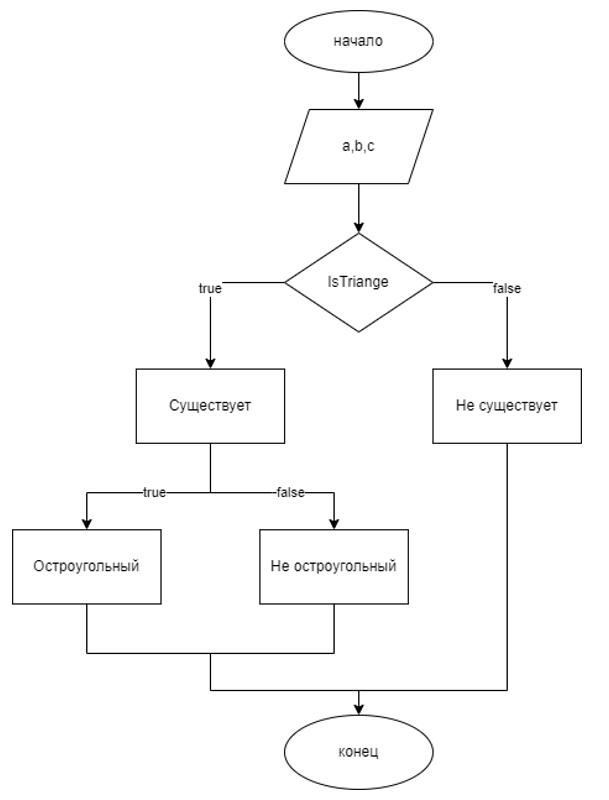 начало
a,b,c
IsTriange
true
false
Существует
Не существует
true
false
Остроугольный
Не остроугольный
конец